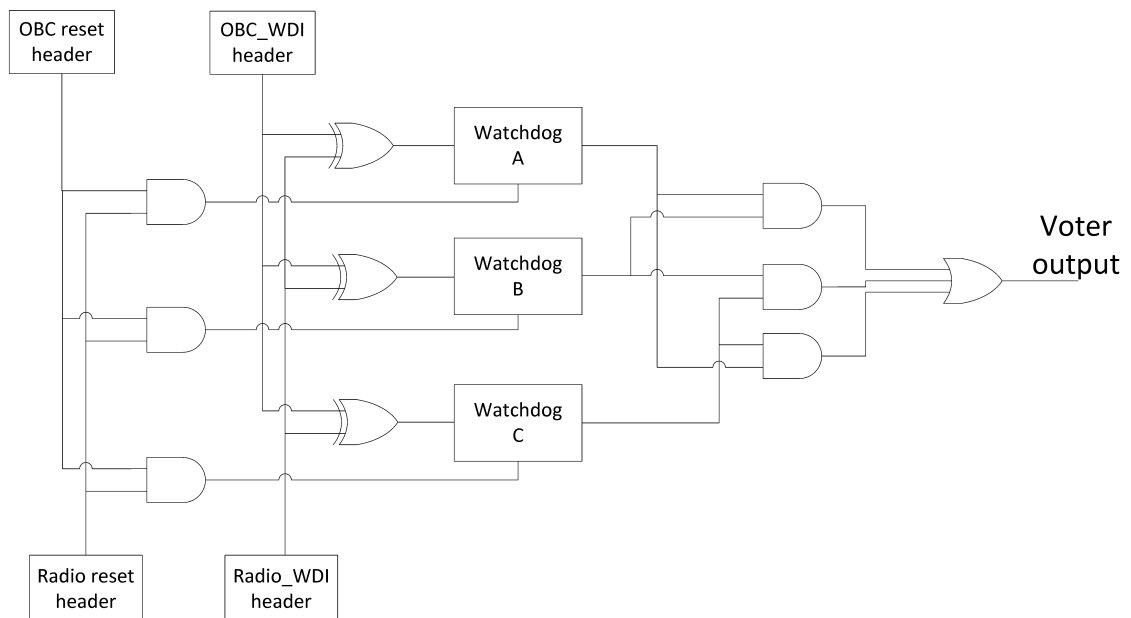 OBC reset
header
OBC_WDI
header
Watchdog
A
Watchdog
B
Watchdog
C
Voter
output
Radio reset
header
Radio_WDI
header